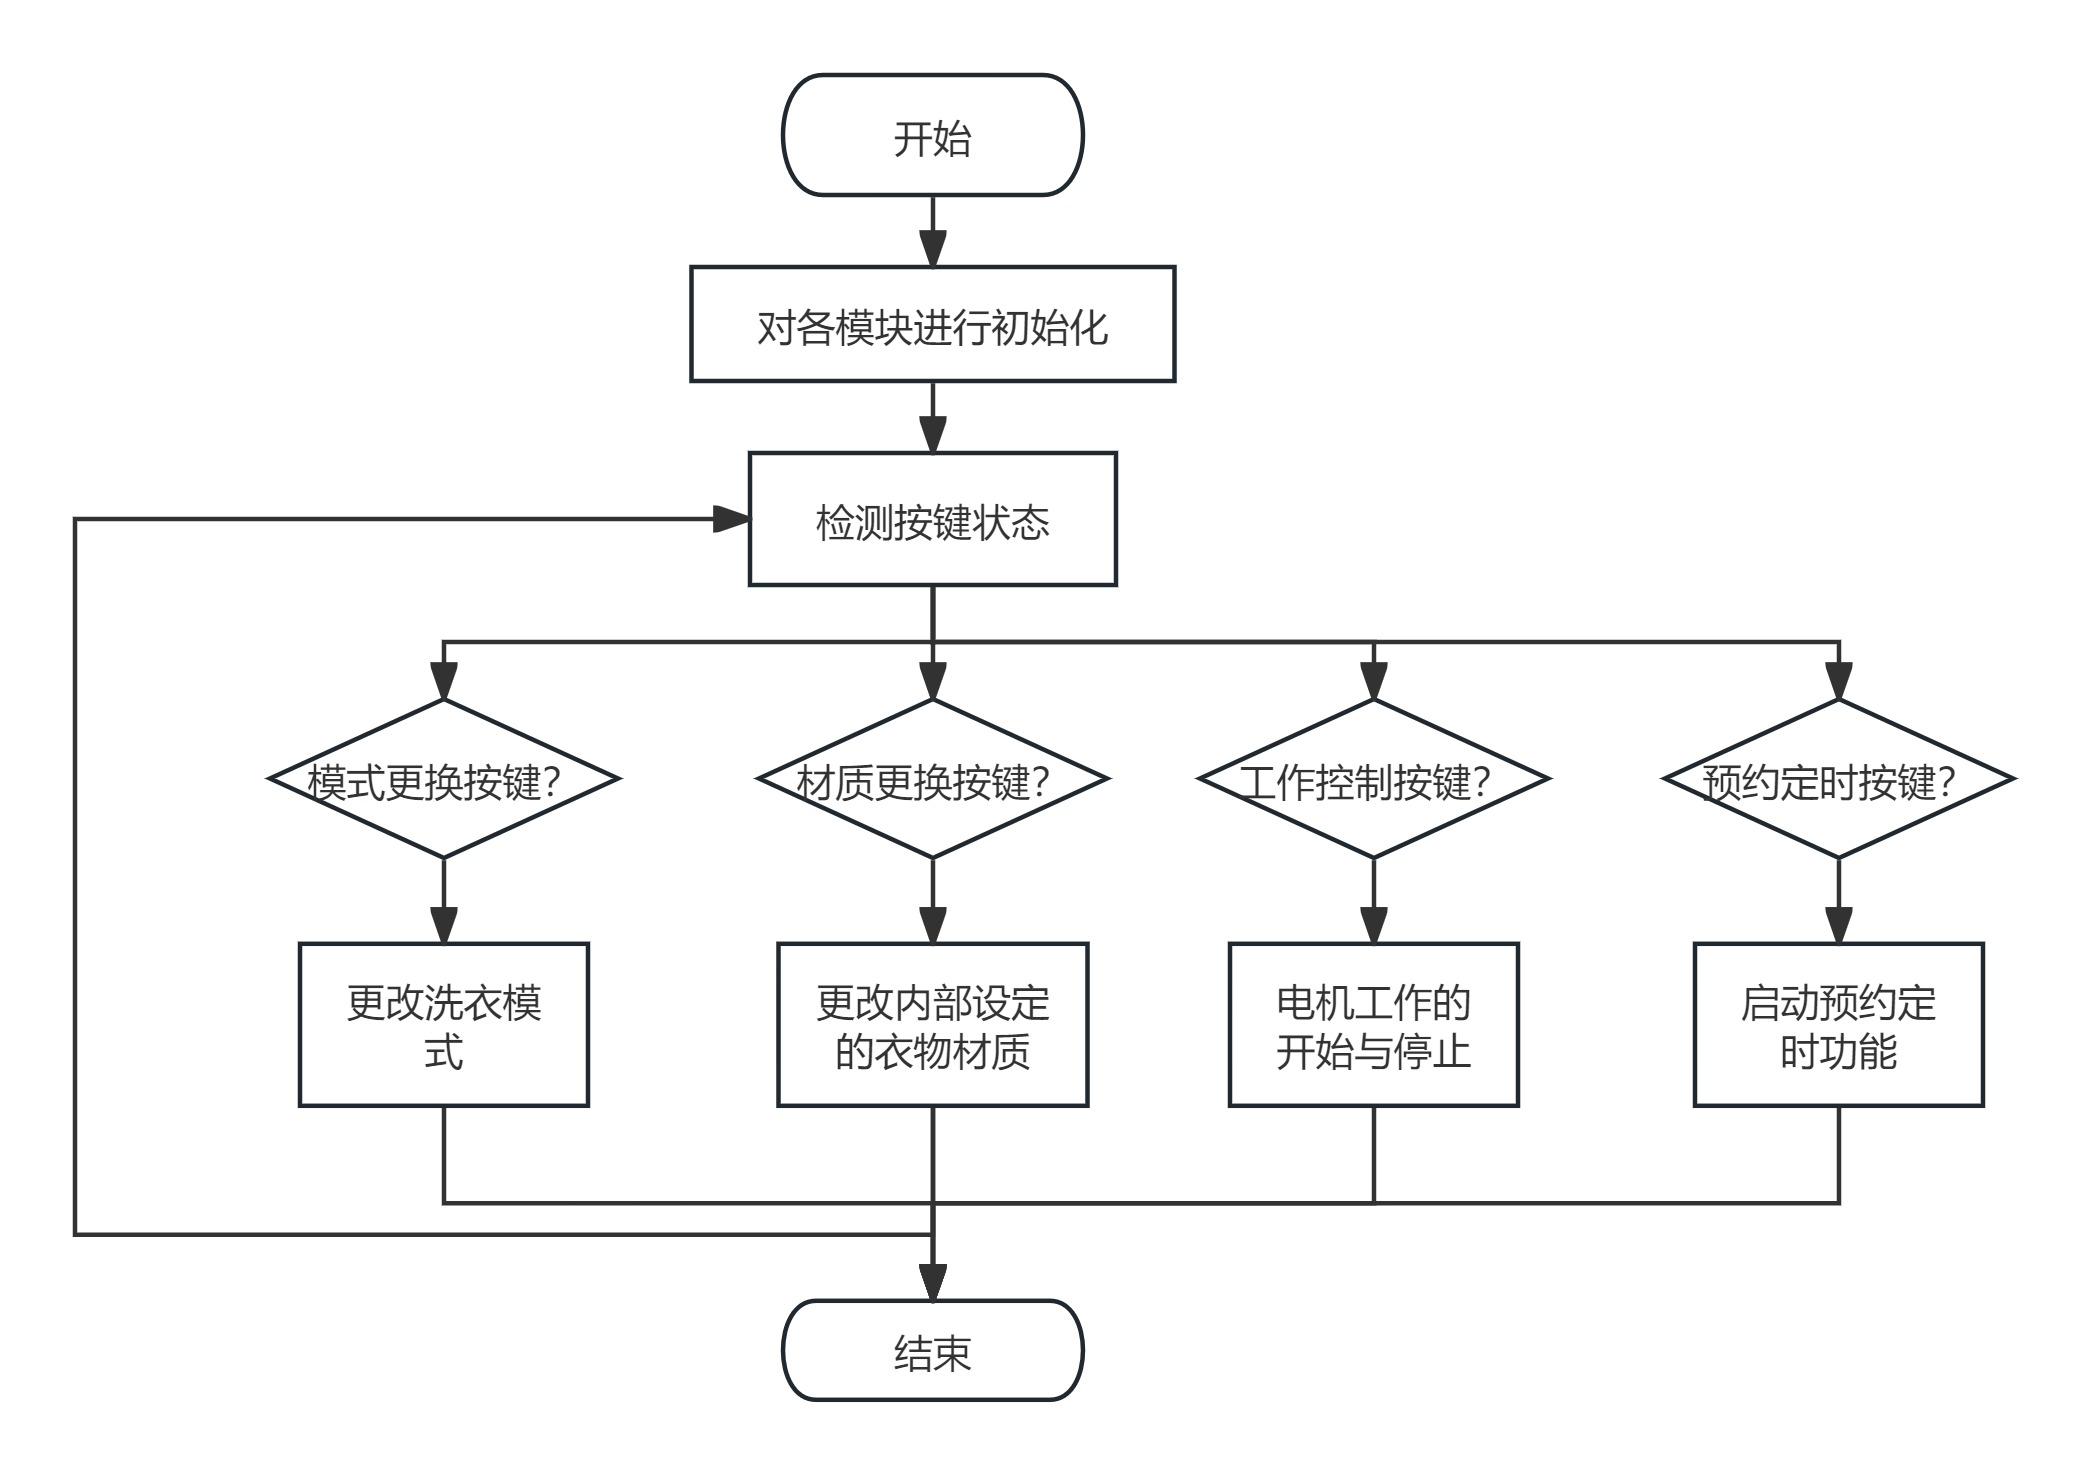 开始
对各模块进行初始化
检测按键状态
模式更换按键?
材质更换按键?
工作控制按键?
预约定时按键?
更改洗衣模
式
更改内部设定
的衣物材质
电机工作的
开始与停止
启动预约定
时功能
结束